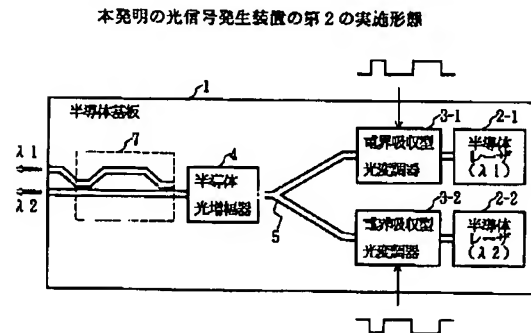 本発明の光信号発生装置の第2の実施形態
1
半導体基板
7
4
3-1
2-1
λ1
λ2
半導体
光増幅器
5
電界吸収型
光変調器
半導体
レーザ
(λ1)
3-2
2-2
電界吸収型
光変調器
半導体
レーザ
(λ2)